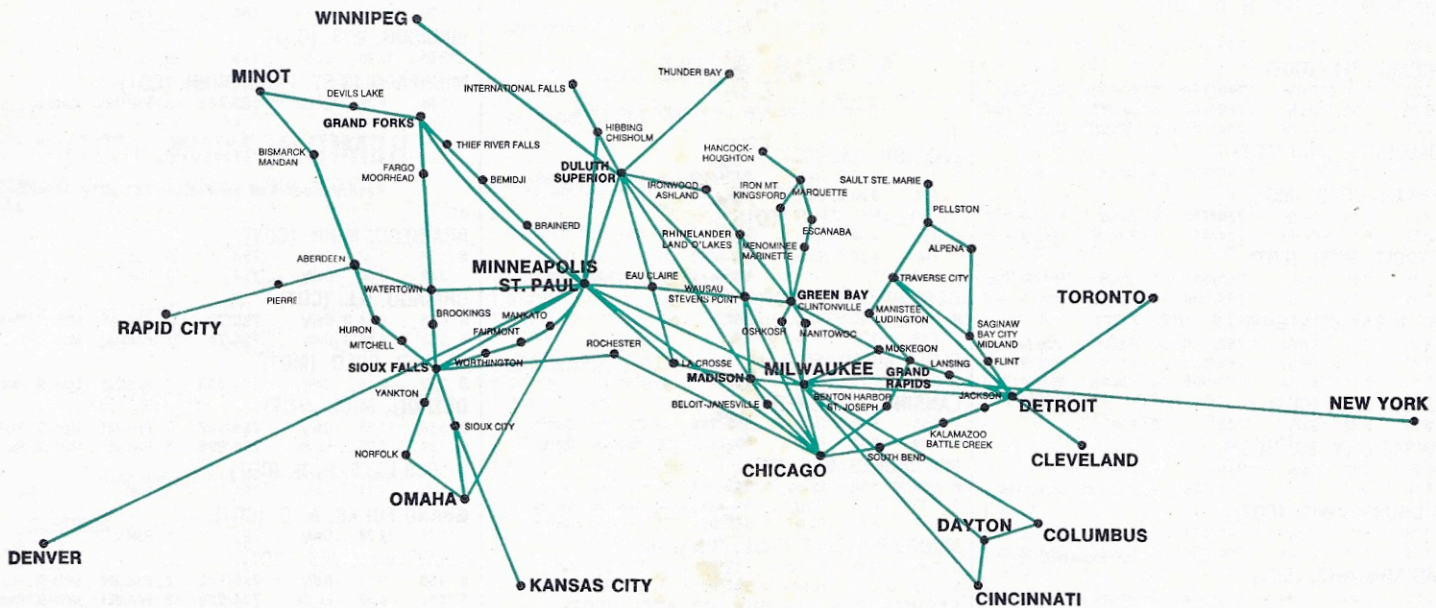 WINNIPEG
MINOT
DEVILS LAKE
GRAND FORKS
INTERNATIONAL FALLS
THUNDER BAY
BISMARCK
MANDAN
FARGO
MOORHEAD
THIEF RIVER FALLS
BEMIDJI
BRAINERD
HIBBING
CHISHOLM
DULUTH
SUPERIOR
HANCOCK-
HOUGHTON
IRONWOOD
ASHLAND
IRON MT.
KINGSFORD
MARQUETTE
SAULT STE. MARIE
PELLSTON
ESCANABA
RHINELANDER
LAND O'LAKES
MENOMINEE
MARINETTE
ALPENA
ABERDEEN
PIERRE
RAPID CITY
WATERTOWN
MINNEAPOLIS
ST. PAUL
EAU CLAIRE
WAUSAU
STEVENS POINT
GREEN BAY
CLINTONVILLE
TRAVERSE CITY
MANISTEE
LUDINGTON
TORONTO
HURON
MITCHELL
BROOKINGS
MANKATO
FAIRMONT
WORTHINGTON
SIOUX FALLS
ROCHESTER
LA CROSSE
OSHKOSH
MANITOWOC
MUSKEGON
SAGINAW
BAY CITY
MIDLAND
FLINT
LANSING
GRAND
RAPIDS
MADISON
MILWAUKEE
BELOIT-JANESVILLE
BENTON HARBOR
ST. JOSEPH
JACKSON
DETROIT
NEW YORK
YANKTON
SIOUX CITY
NORFOLK
OMAHA
KALAMAZOO
BATTLE CREEK
SOUTH BEND
CHICAGO
CLEVELAND
DENVER
KANSAS CITY
DAYTON
COLUMBUS
CINCINNATI